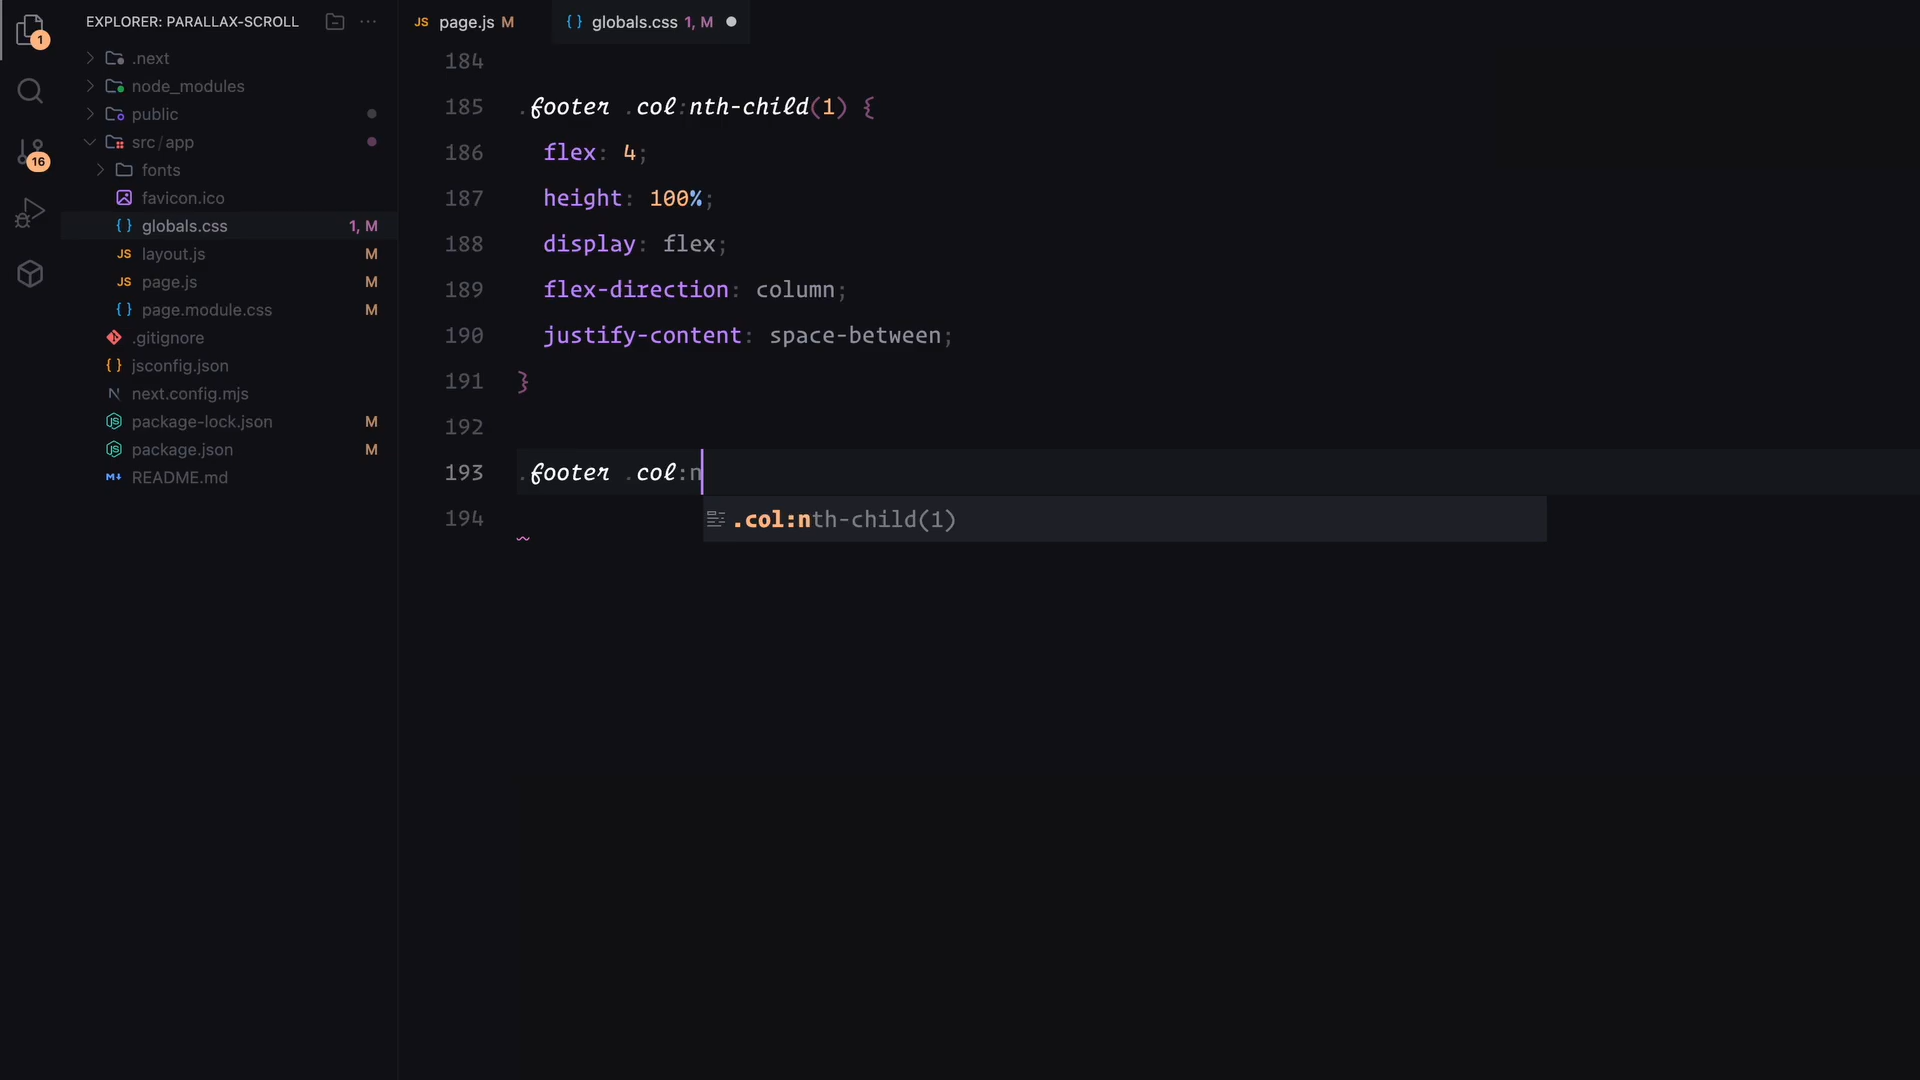 EXPLORER: PARALLAX-SCROLL
1
.next
node_modules
public
src/app
16
fonts
favicon.ico
globals.css 1, M
layout.js M
page.js M
page.module.css M
.gitignore
jsconfig.json
next.config.mjs
package-lock.json M
package.json M
README.md
JS page.js M
{ } globals.css 1, M
184
185 .footer .col:nth-child(1) {
186 flex: 4;
187 height: 100%;
188 display: flex;
189 flex-direction: column;
190 justify-content: space-between;
191 }
192
193 .footer .col:n
.col:nth-child(1)
194